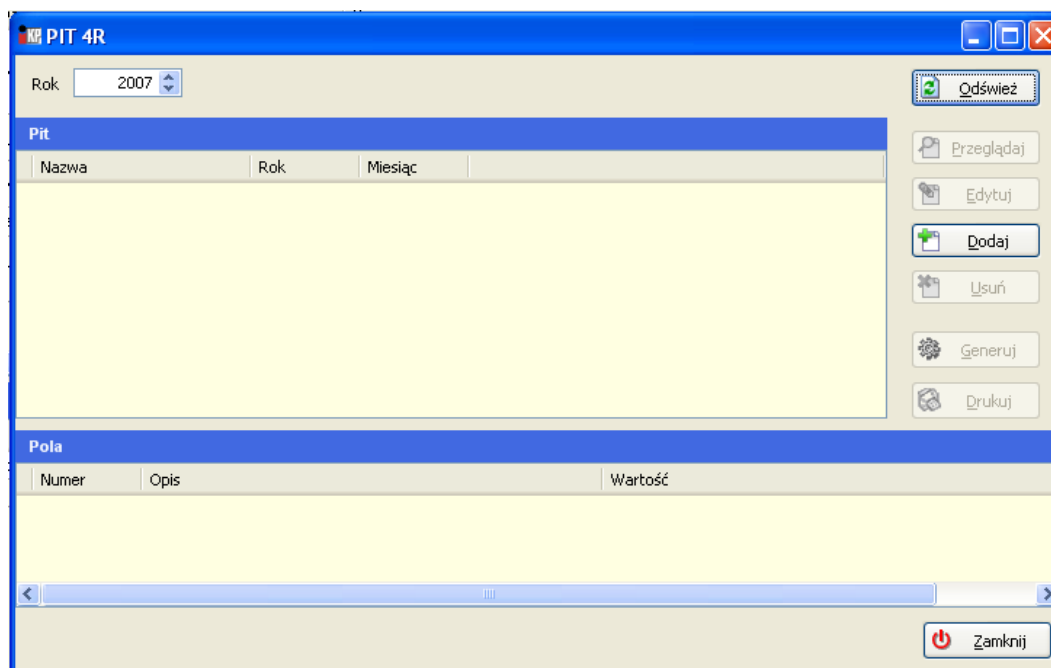 KP PIT 4R
Rok 2007
Odśwież
Pit
Przeglądaj
Nazwa Rok Miesiąc
Edytuj
Dodaj
Usuń
Generuj
Drukuj
Pola
Numer Opis Wartość
Zamknij